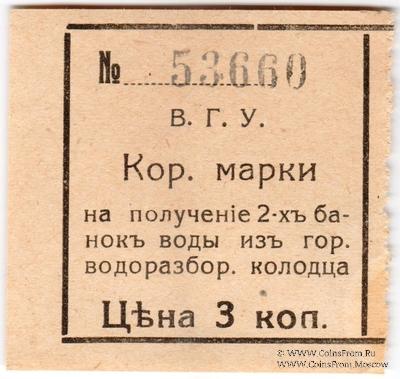 № 53660
В. Г. У.
Кор. марки
на полученіе 2-хъ ба-
нокъ воды изъ гор.
водоразбор. колодца
Цѣна 3 коп.
© WWW.CoinsFrom.Ru
WWW.CoinsFrom.Moscow